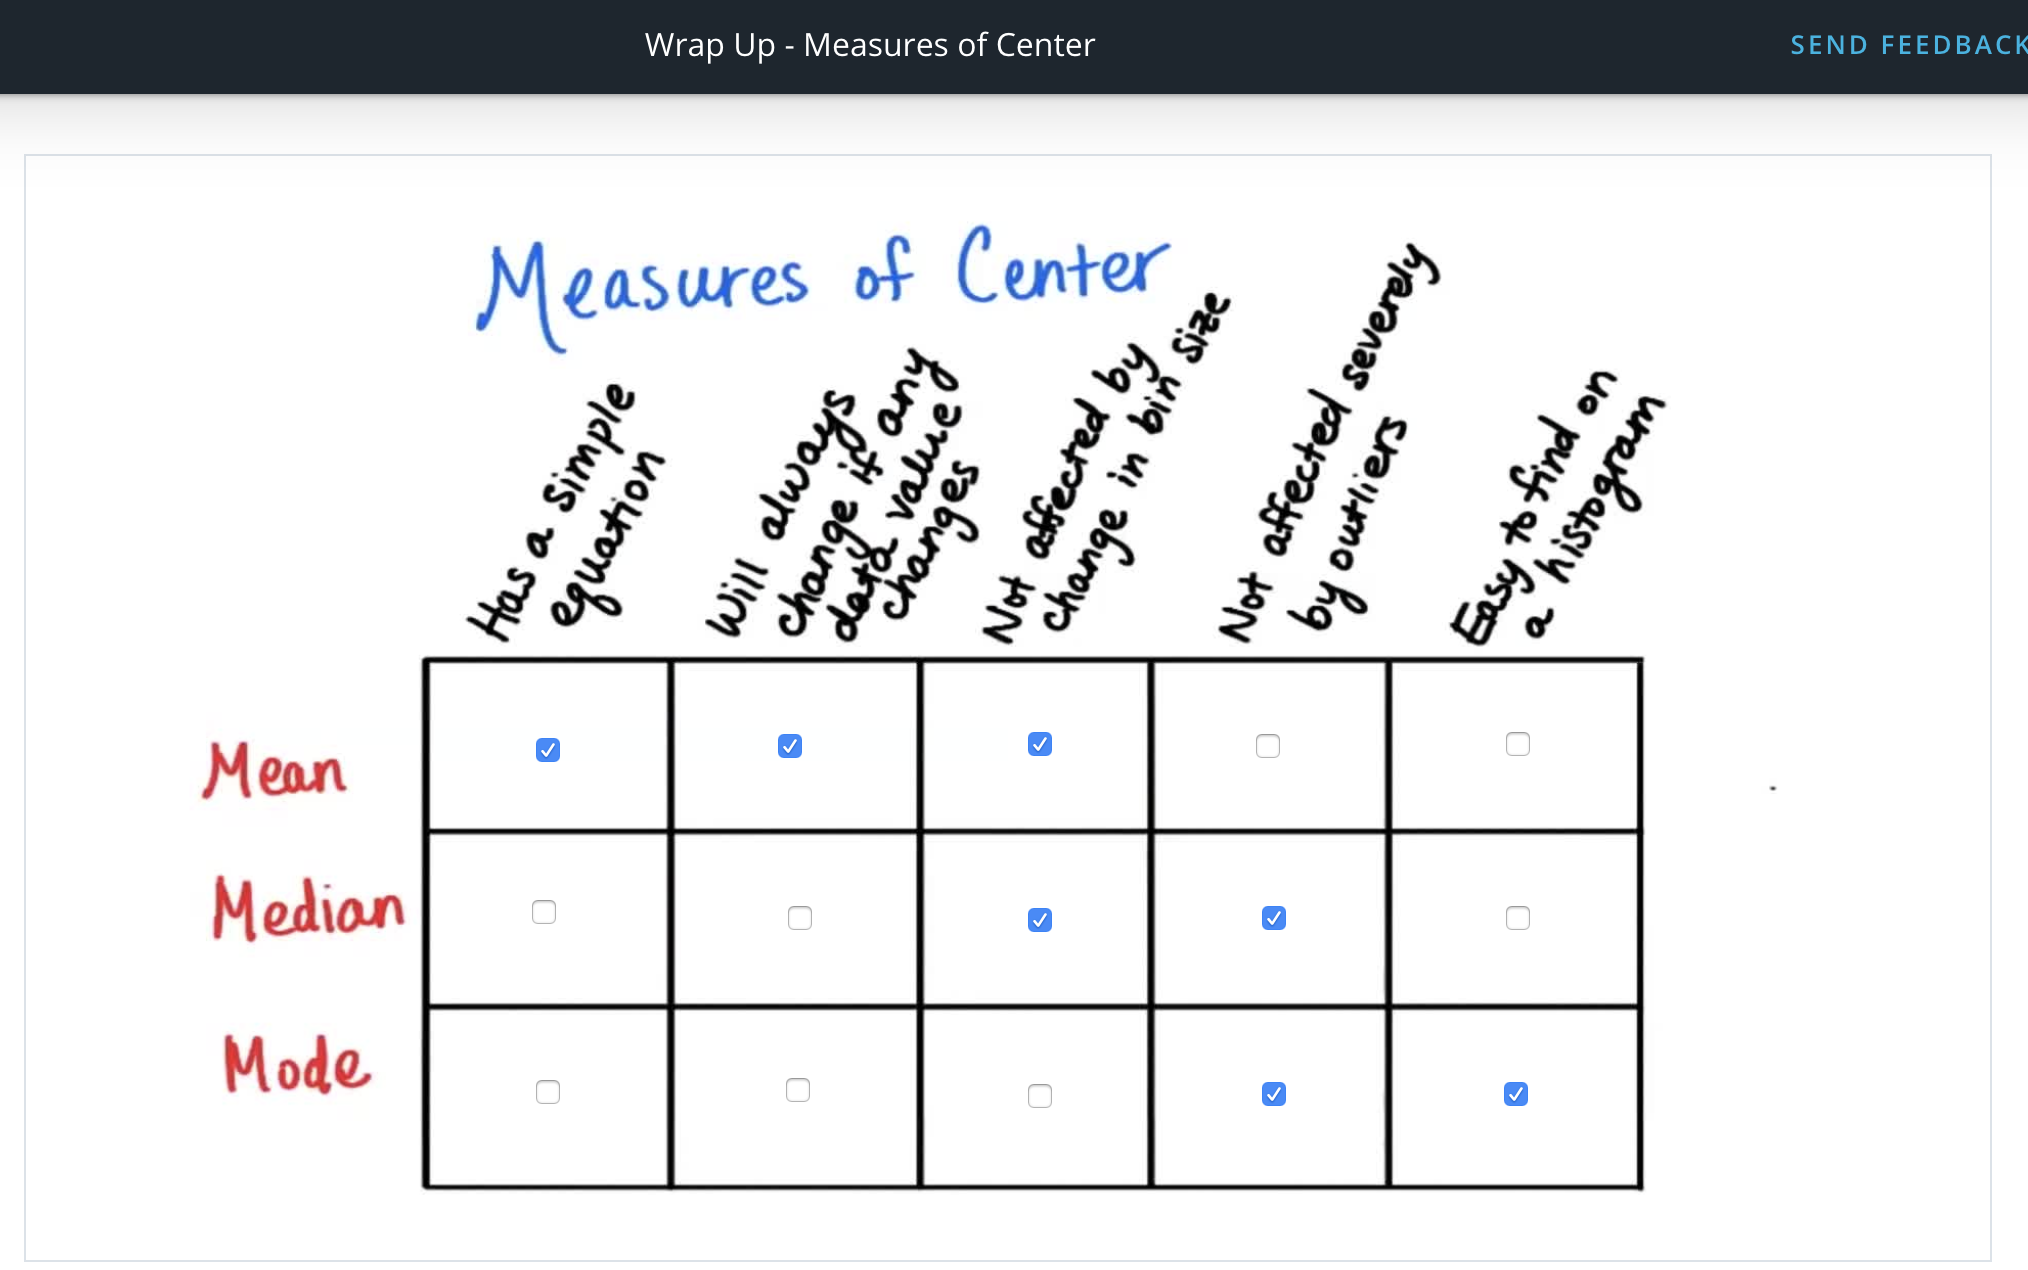 Wrap Up - Measures of Center
SEND FEEDBACK
Measures of Center
Has a simple
equation
Will always
change if any
data value
changes
Not affected by
change in bin size
Not affected severely
by outliers
Easy to find on
a histogram
Mean
Median
Mode